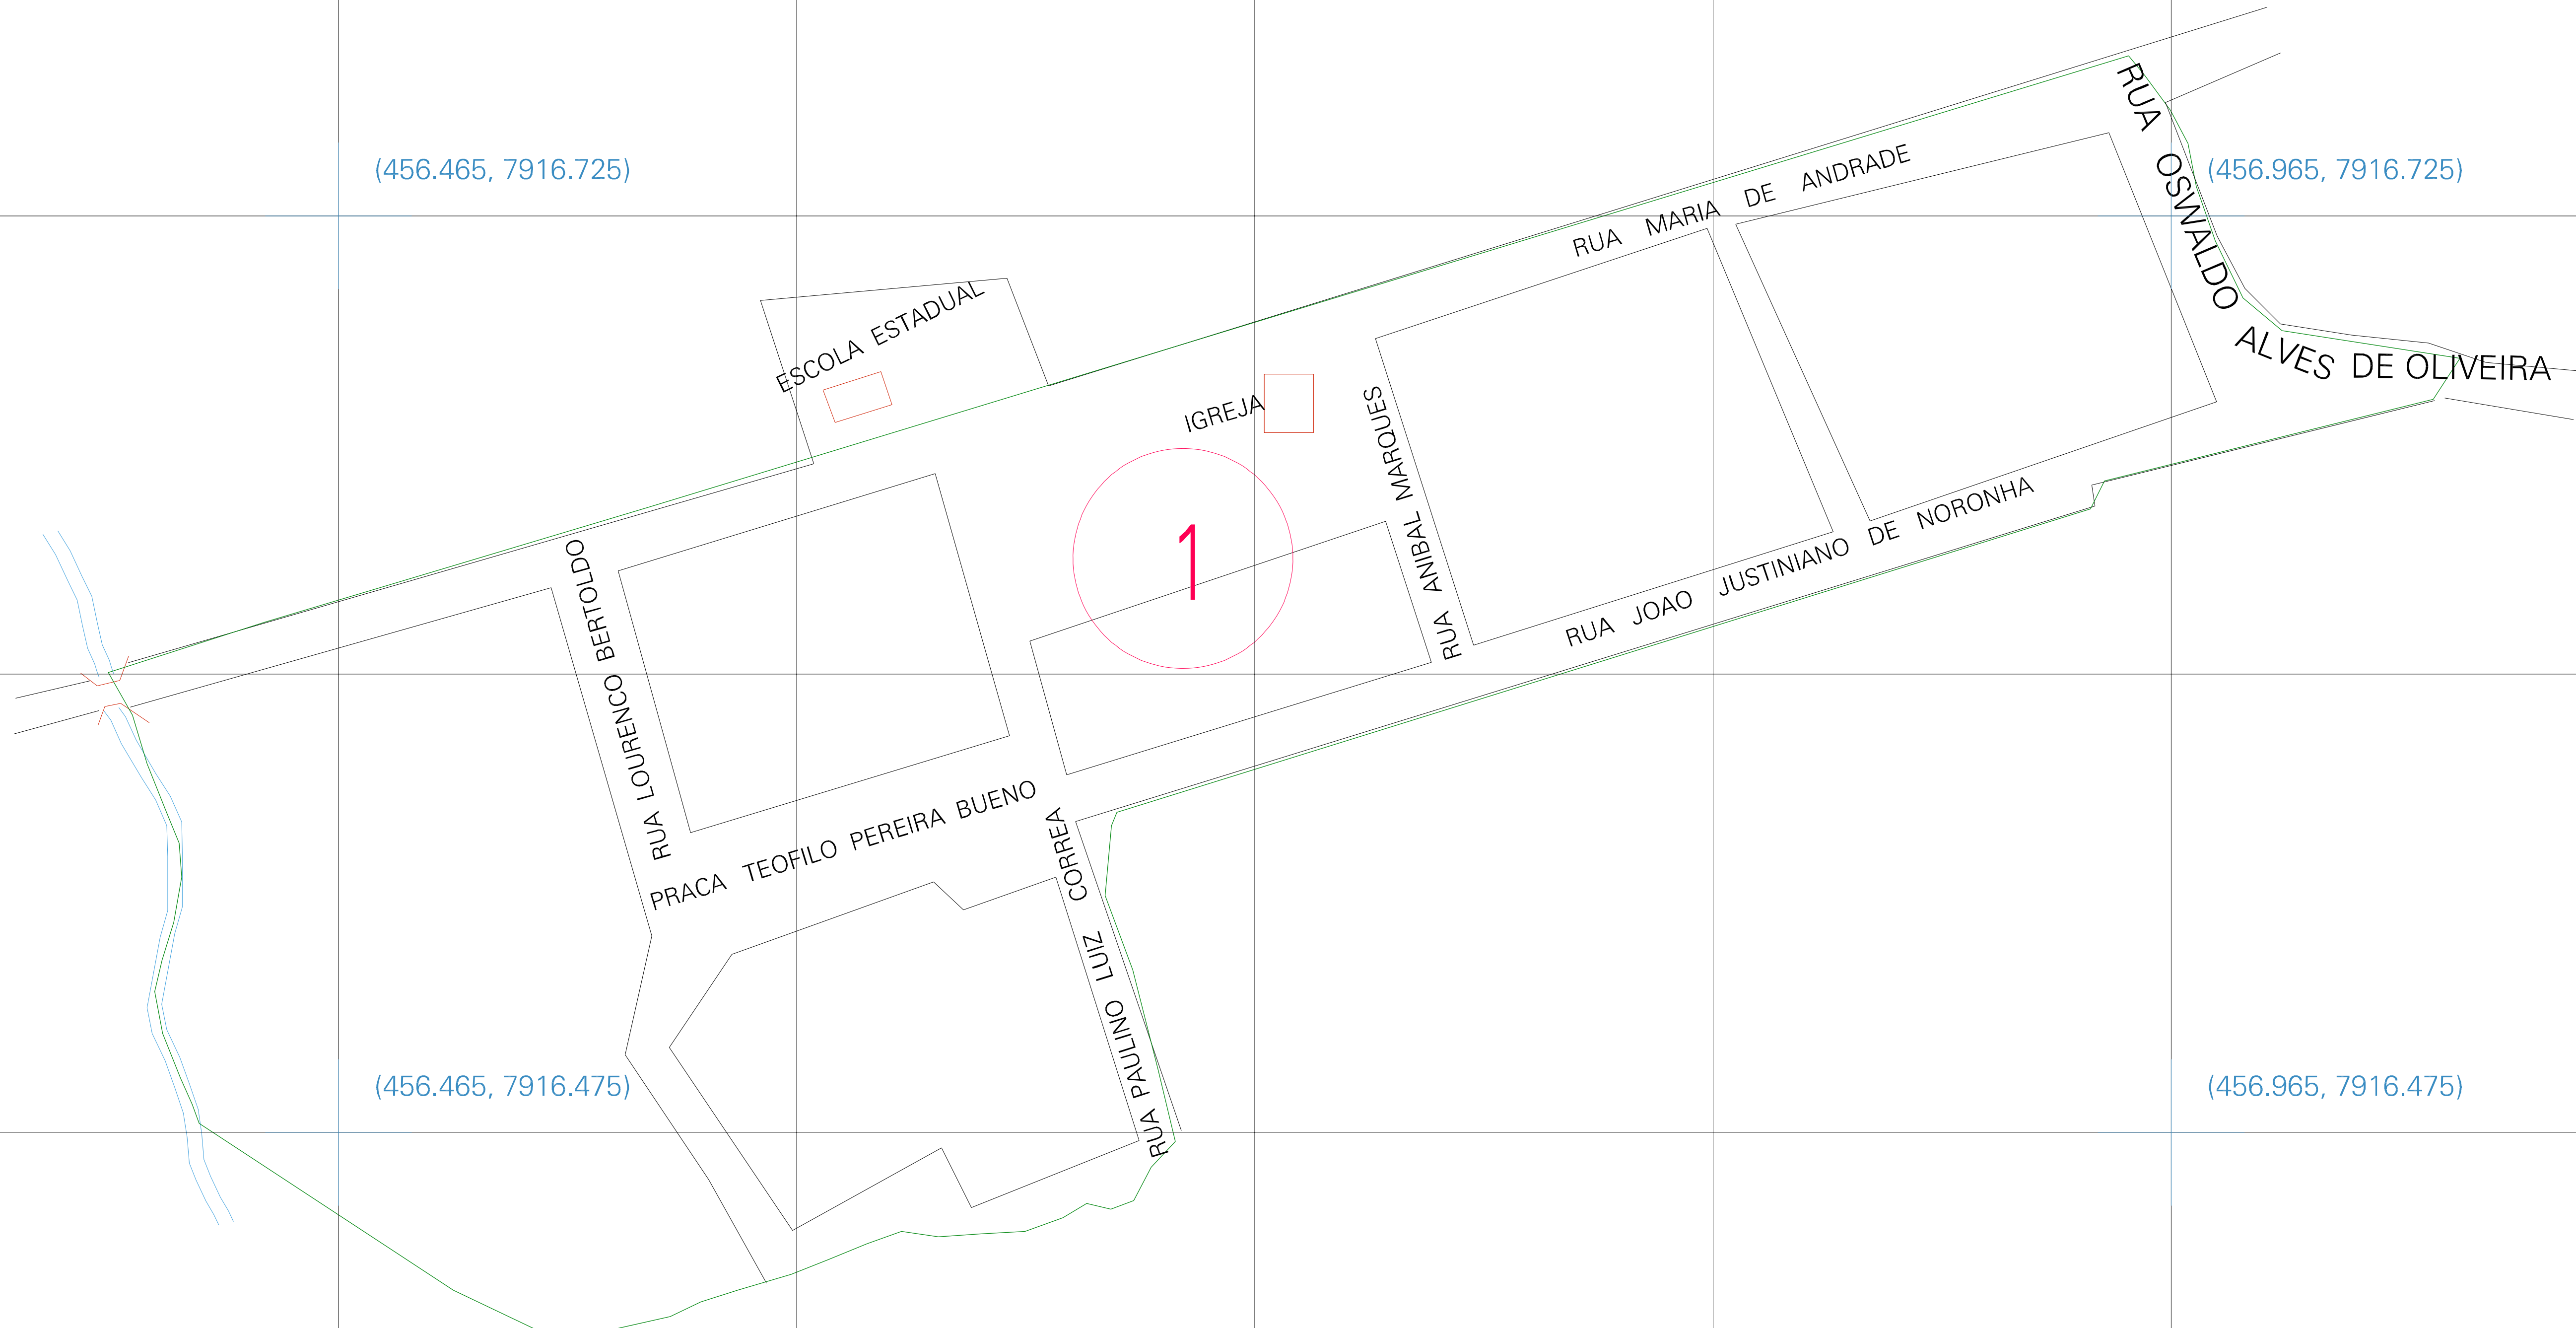 (456.465, 7916.725)
(456.965, 7916.725)
RUA OSWALDO ALVES DE OLIVEIRA
RUA MARIA DE ANDRADE
ESCOLA ESTADUAL
IGREJA
RUA ANIBAL MARQUES
1
RUA JOAO JUSTINIANO DE NORONHA
RUA LOURENCO BERTOLDO
PRACA TEOFILO PEREIRA BUENO
RUA PAULINO LUIZ CORREA
(456.465, 7916.475)
(456.965, 7916.475)